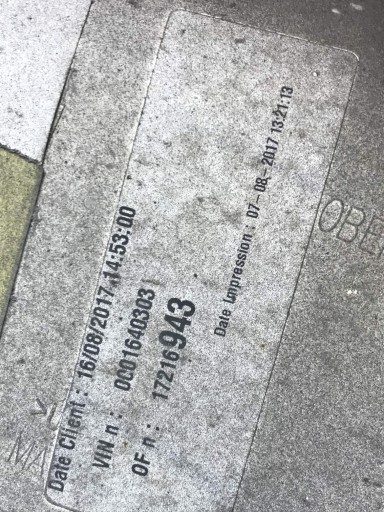 Date Client : 16/08/2017 14:53:00
VIN n : 0001640303
OF n : 17216943
Date Impression : 07-08-2017 13:21:13
OBE
MA